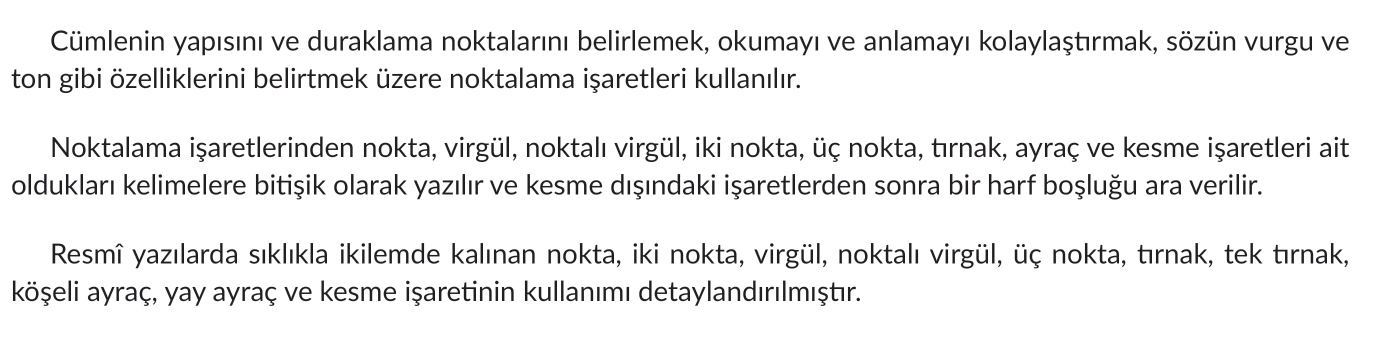 Cümlenin yapısını ve duraklama noktalarını belirlemek, okumayı ve anlamayı kolaylaştırmak, sözün vurgu ve
ton gibi özelliklerini belirtmek üzere noktalama işaretleri kullanılır.
Noktalama işaretlerinden nokta, virgül, noktalı virgül, iki nokta, üç nokta, tırnak, ayraç ve kesme işaretleri ait
oldukları kelimelere bitişik olarak yazılır ve kesme dışındaki işaretlerden sonra bir harf boşluğu ara verilir.
Resmî yazılarda sıklıkla ikilemde kalınan nokta, iki nokta, virgül, noktalı virgül, üç nokta, tırnak, tek tırnak,
köşeli ayraç, yay ayraç ve kesme işaretinin kullanımı detaylandırılmıştır.